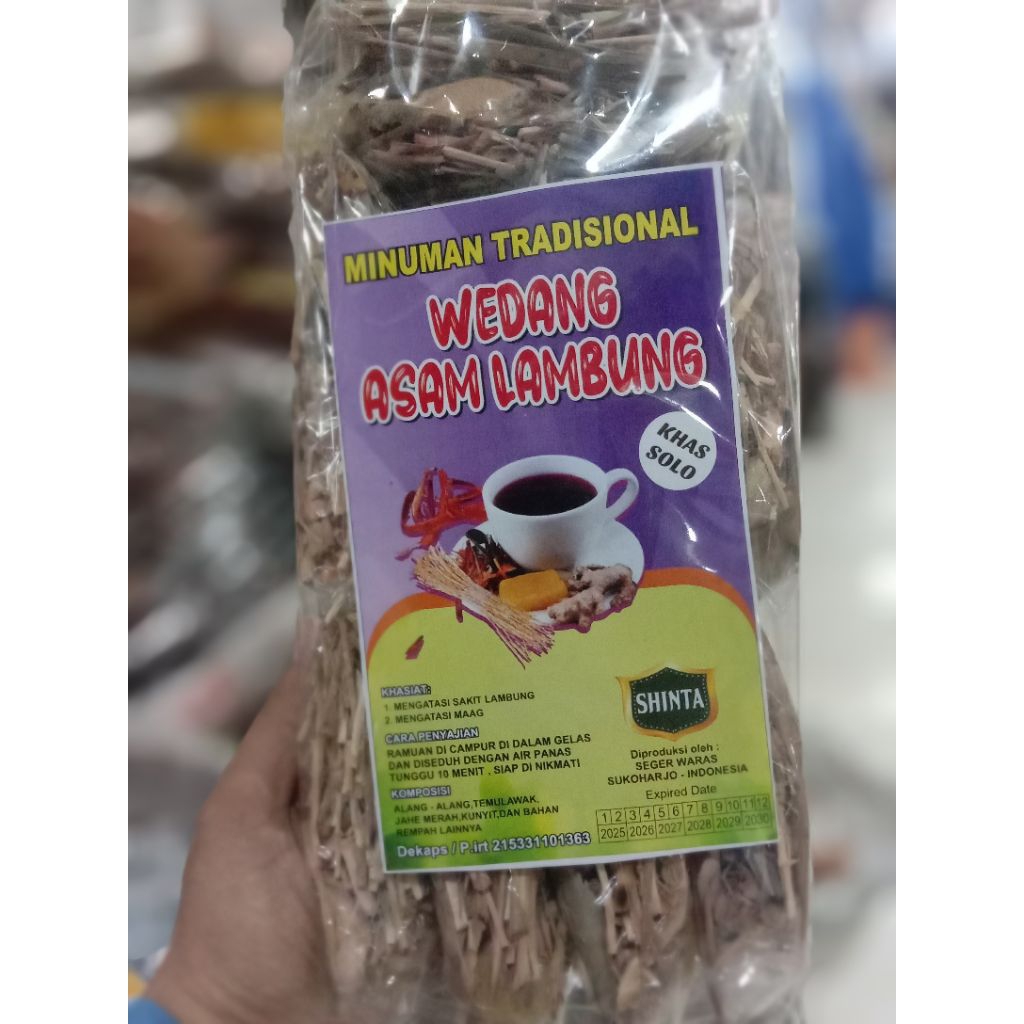 MINUMAN TRADISIONAL
WEDANG
ASAM LAMBUNG
KHAS
SOLO
KHASIAT:
1. MENGATASI SAKIT LAMBUNG
2. MENGATASI MAAG
CARA PENYAJIAN
RAMUAN DI CAMPUR DI DALAM GELAS
DAN DISEDUH DENGAN AIR PANAS
TUNGGU 10 MENIT , SIAP DI NIKMATI
KOMPOSISI
ALANG - ALANG,TEMULAWAK,
JAHE MERAH,KUNYIT,DAN BAHAN
REMPAH LAINNYA
Dekaps / P.irt 215331101363
SHINTA
Diproduksi oleh :
SEGER WARAS
SUKOHARJO - INDONESIA
Expired Date
1 2 3 4 5 6 7 8 9 10 11 12
2025 2026 2027 2028 2029 2030